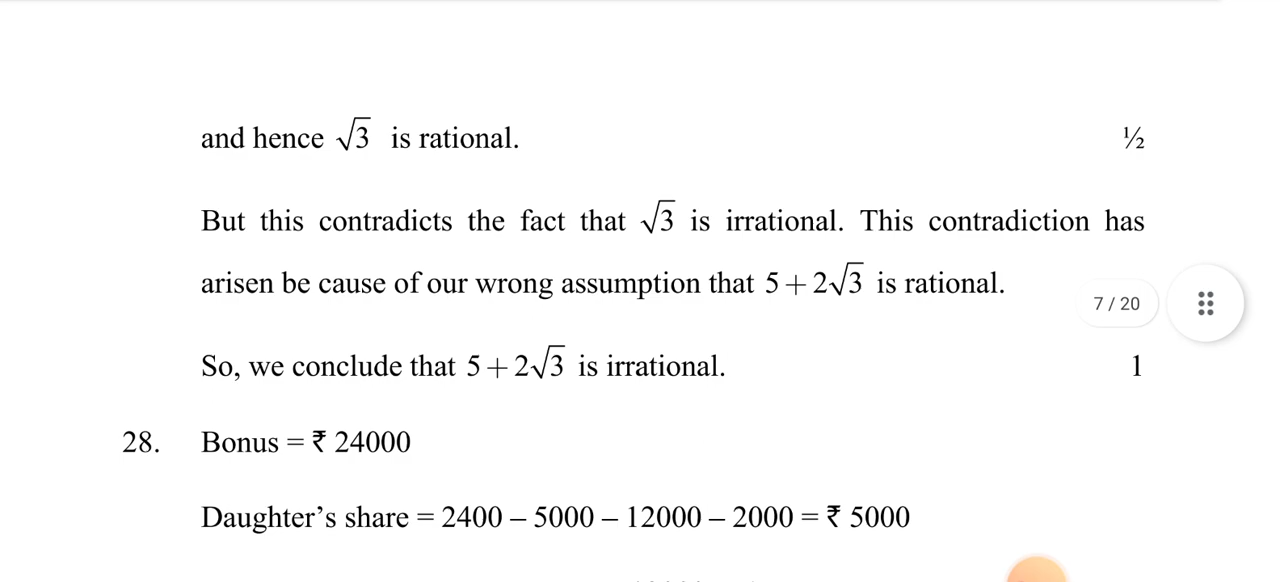 and hence √3 is rational. ½
But this contradicts the fact that √3 is irrational. This contradiction has
arisen be cause of our wrong assumption that 5+2√3 is rational.
7 / 20
So, we conclude that 5+2√3 is irrational. 1
28. Bonus = ₹ 24000
Daughter’s share = 2400 – 5000 – 12000 – 2000 = ₹ 5000